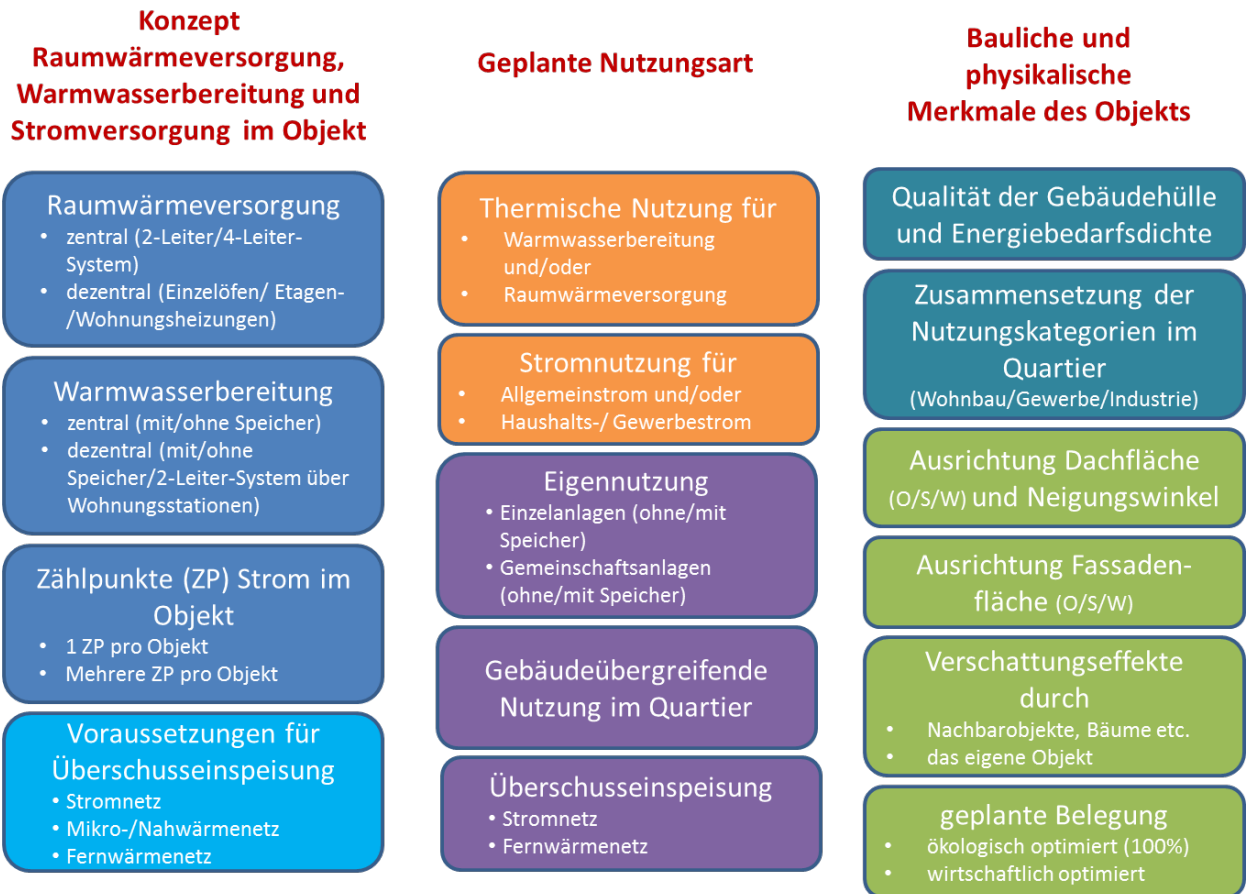 Konzept
Raumwärmeversorgung,
Warmwasserbereitung und
Stromversorgung im Objekt
Raumwärmeversorgung
• zentral (2-Leiter/4-Leiter-
System)
• dezentral (Einzelöfen/ Etagen-
/Wohnungsheizungen)
Warmwasserbereitung
• zentral (mit/ohne Speicher)
• dezentral (mit/ohne
Speicher/2-Leiter-System über
Wohnungsstationen)
Zählpunkte (ZP) Strom im
Objekt
• 1 ZP pro Objekt
• Mehrere ZP pro Objekt
Voraussetzungen für
Überschusseinspeisung
• Stromnetz
• Mikro-/Nahwärmenetz
• Fernwärmenetz
Geplante Nutzungsart
Thermische Nutzung für
• Warmwasserbereitung
und/oder
• Raumwärmeversorgung
Stromnutzung für
• Allgemeinstrom und/oder
• Haushalts-/ Gewerbestrom
Eigennutzung
• Einzelanlagen (ohne/mit
Speicher)
• Gemeinschaftsanlagen
(ohne/mit Speicher)
Gebäudeübergreifende
Nutzung im Quartier
Überschusseinspeisung
• Stromnetz
• Fernwärmenetz
Bauliche und
physikalische
Merkmale des Objekts
Qualität der Gebäudehülle
und Energiebedarfsdichte
Zusammensetzung der
Nutzungskategorien im
Quartier
(Wohnbau/Gewerbe/Industrie)
Ausrichtung Dachfläche
(O/S/W) und Neigungswinkel
Ausrichtung Fassaden-
fläche (O/S/W)
Verschattungseffekte
durch
• Nachbarobjekte, Bäume etc.
• das eigene Objekt
geplante Belegung
• ökologisch optimiert (100%)
• wirtschaftlich optimiert